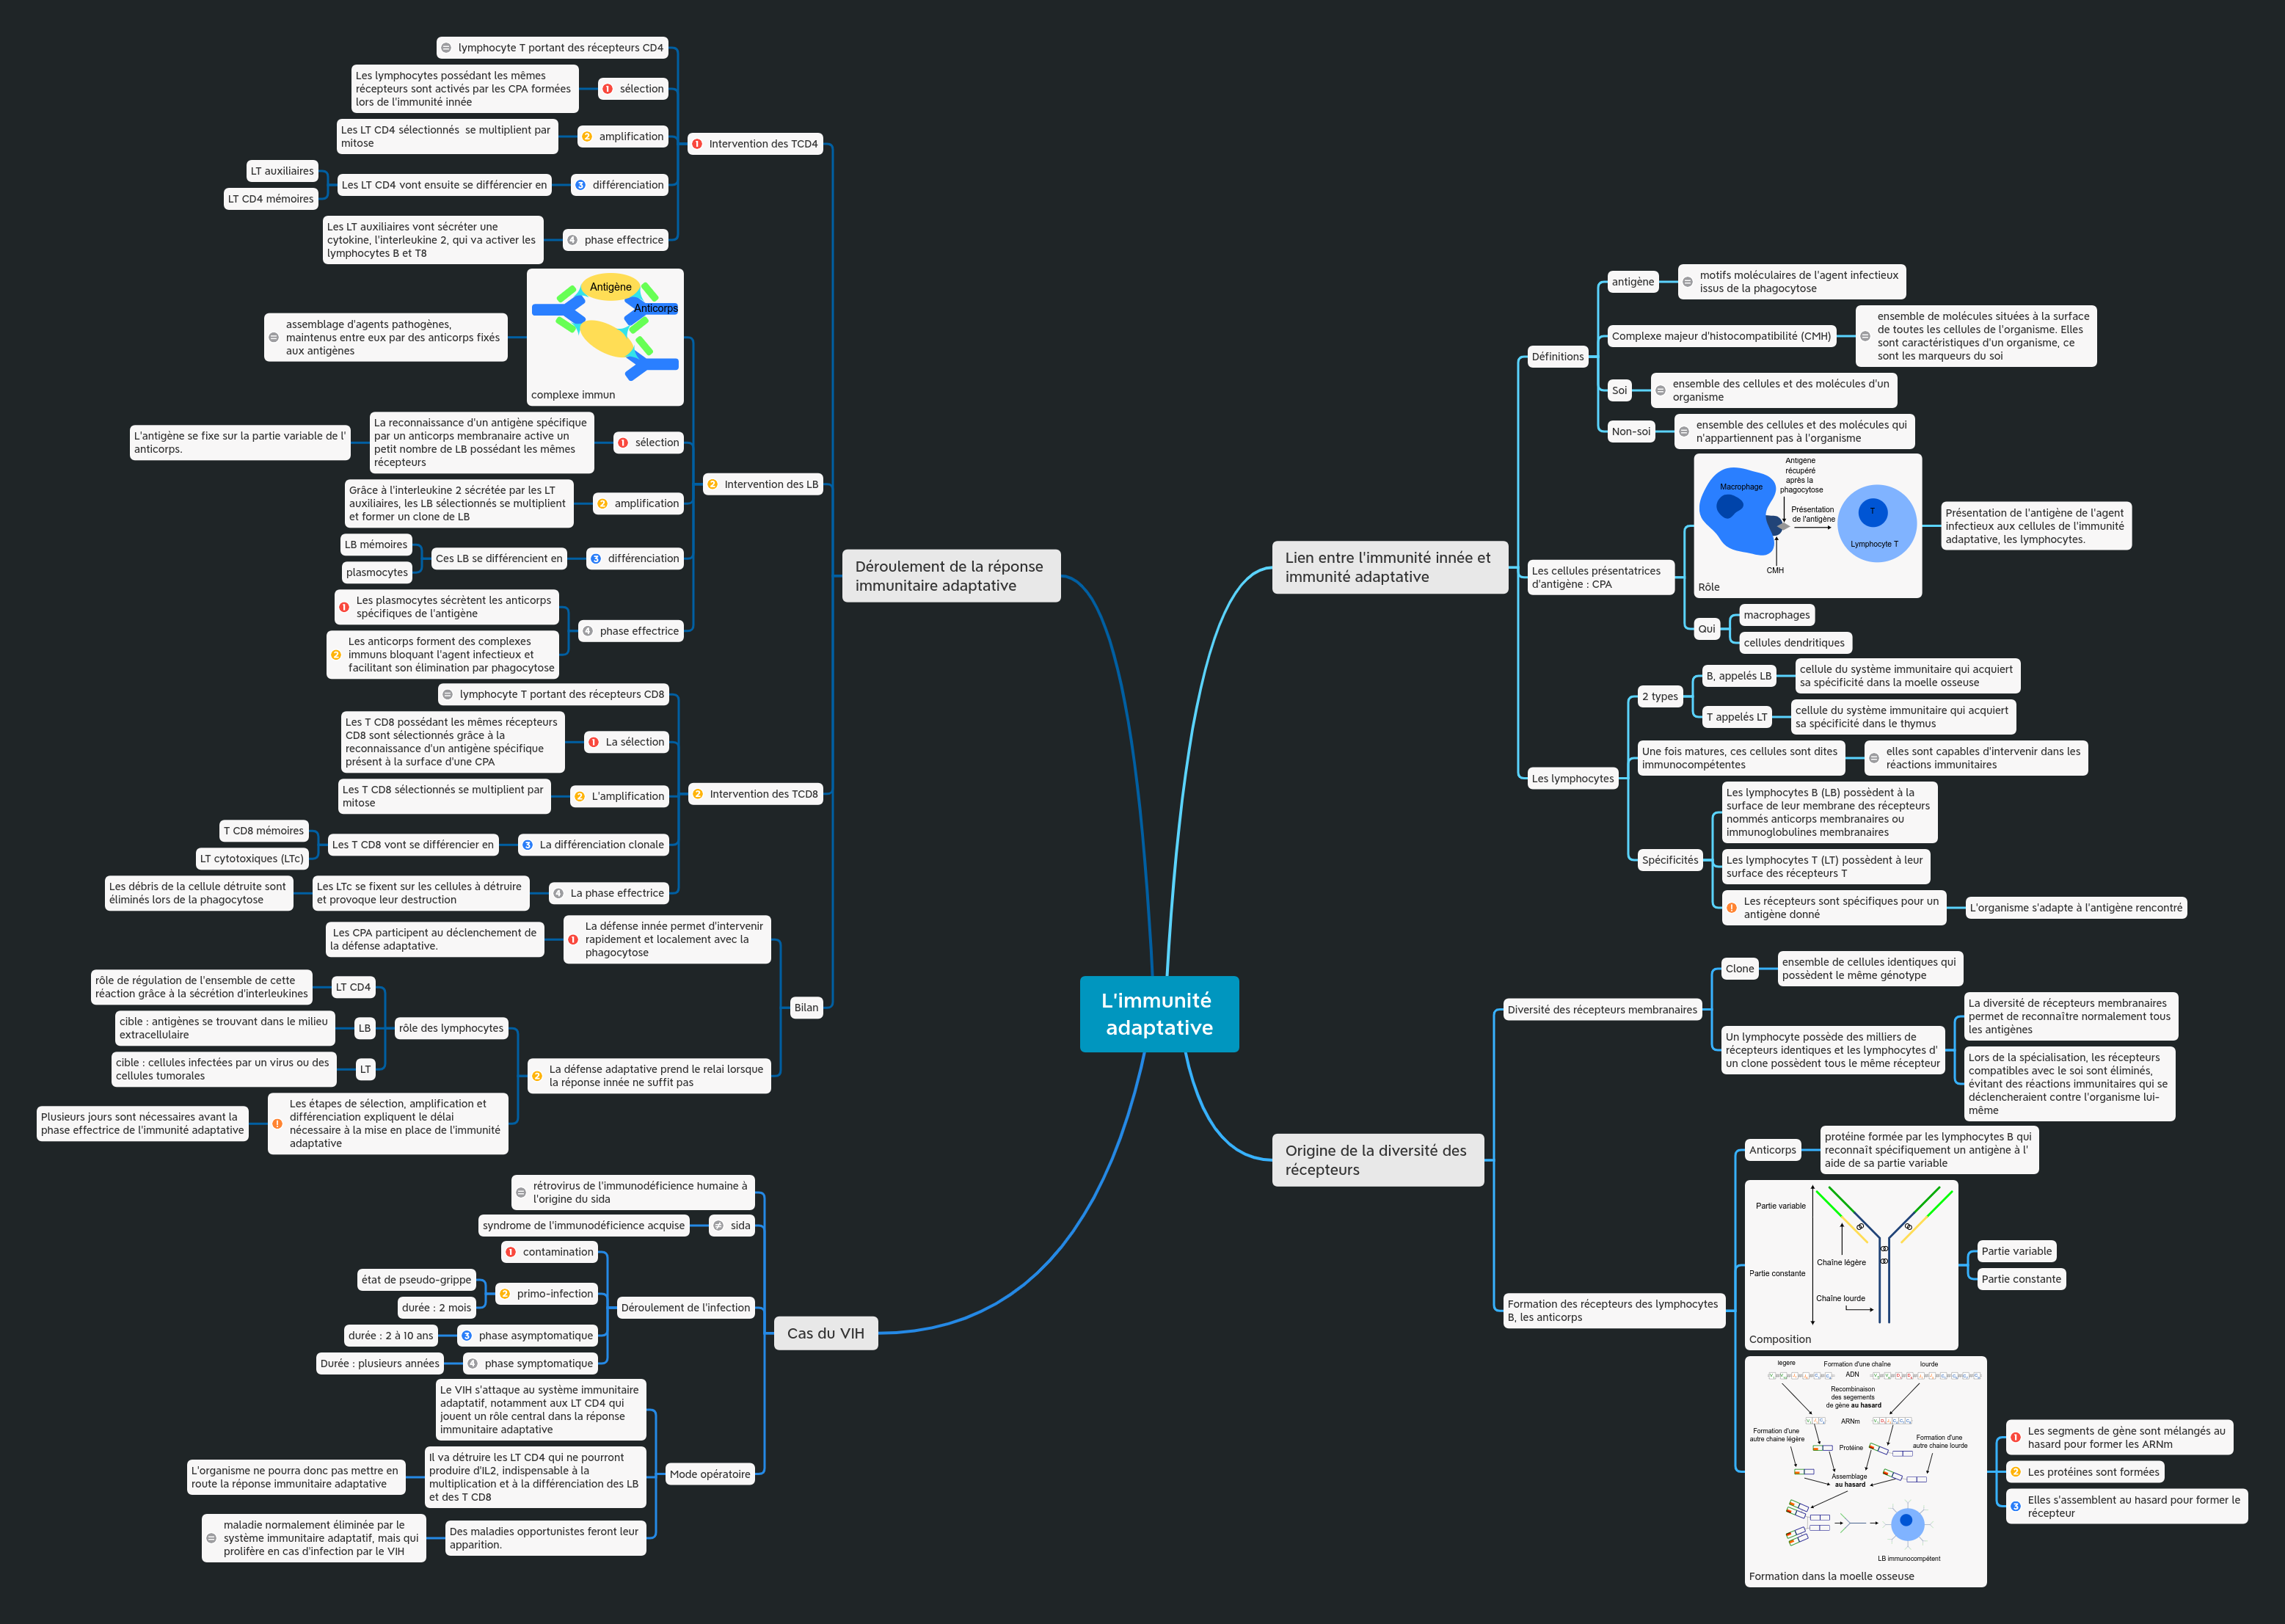 L'immunité
adaptative
Déroulement de la réponse
immunitaire adaptative
Intervention des TCD4
lymphocyte T portant des récepteurs CD4
sélection
Les lymphocytes possédant les mêmes
récepteurs sont activés par les CPA formées
lors de l'immunité innée
amplification
Les LT CD4 sélectionnés se multiplient par
mitose
différenciation
Les LT CD4 vont ensuite se différencier en
LT auxiliaires
LT CD4 mémoires
phase effectrice
Les LT auxiliaires vont sécréter une
cytokine, l'interleukine 2, qui va activer les
lymphocytes B et T8
Intervention des LB
Antigène
Anticorps
complexe immun
assemblage d'agents pathogènes,
maintenus entre eux par des anticorps fixés
aux antigènes
sélection
La reconnaissance d'un antigène spécifique
par un anticorps membranaire active un
petit nombre de LB possédant les mêmes
récepteurs
L'antigène se fixe sur la partie variable de l'
anticorps.
amplification
Grâce à l'interleukine 2 sécrétée par les LT
auxiliaires, les LB sélectionnés se multiplient
et former un clone de LB
différenciation
Ces LB se différencient en
LB mémoires
plasmocytes
phase effectrice
Les plasmocytes sécrètent les anticorps
spécifiques de l'antigène
Les anticorps forment des complexes
immuns bloquant l'agent infectieux et
facilitant son élimination par phagocytose
Intervention des TCD8
lymphocyte T portant des récepteurs CD8
La sélection
Les T CD8 possédant les mêmes récepteurs
CD8 sont sélectionnés grâce à la
reconnaissance d'un antigène spécifique
présent à la surface d'une CPA
L'amplification
Les T CD8 sélectionnés se multiplient par
mitose
La différenciation clonale
Les T CD8 vont se différencier en
T CD8 mémoires
LT cytotoxiques (LTc)
La phase effectrice
Les LTc se fixent sur les cellules à détruire
et provoque leur destruction
Les débris de la cellule détruite sont
éliminés lors de la phagocytose
Bilan
La défense innée permet d'intervenir
rapidement et localement avec la
phagocytose
Les CPA participent au déclenchement de
la défense adaptative.
La défense adaptative prend le relai lorsque
la réponse innée ne suffit pas
rôle des lymphocytes
LT CD4
rôle de régulation de l'ensemble de cette
réaction grâce à la sécrétion d'interleukines
LB
cible : antigènes se trouvant dans le milieu
extracellulaire
LT
cible : cellules infectées par un virus ou des
cellules tumorales
Les étapes de sélection, amplification et
différenciation expliquent le délai
nécessaire à la mise en place de l'immunité
adaptative
Plusieurs jours sont nécessaires avant la
phase effectrice de l'immunité adaptative
Cas du VIH
rétrovirus de l'immunodéficience humaine à
l'origine du sida
sida
syndrome de l'immunodéficience acquise
Déroulement de l'infection
contamination
primo-infection
état de pseudo-grippe
durée : 2 mois
phase asymptomatique
durée : 2 à 10 ans
phase symptomatique
Durée : plusieurs années
Mode opératoire
Le VIH s'attaque au système immunitaire
adaptatif, notamment aux LT CD4 qui
jouent un rôle central dans la réponse
immunitaire adaptative
Il va détruire les LT CD4 qui ne pourront
produire d'IL2, indispensable à la
multiplication et à la différenciation des LB
et des T CD8
L'organisme ne pourra donc pas mettre en
route la réponse immunitaire adaptative
Des maladies opportunistes feront leur
apparition.
maladie normalement éliminée par le
système immunitaire adaptatif, mais qui
prolifère en cas d'infection par le VIH
Lien entre l'immunité innée et
immunité adaptative
Définitions
antigène
motifs moléculaires de l'agent infectieux
issus de la phagocytose
Complexe majeur d'histocompatibilité (CMH)
ensemble de molécules situées à la surface
de toutes les cellules de l'organisme. Elles
sont caractéristiques d'un organisme, ce
sont les marqueurs du soi
Soi
ensemble des cellules et des molécules d'un
organisme
Non-soi
ensemble des cellules et des molécules qui
n'appartiennent pas à l'organisme
Les cellules présentatrices
d'antigène : CPA
Antigène
récupéré
après la
phagocytose
Macrophage
Présentation
de l'antigène
T
Lymphocyte T
CMH
Rôle
Présentation de l'antigène de l'agent
infectieux aux cellules de l'immunité
adaptative, les lymphocytes.
Qui
macrophages
cellules dendritiques
Les lymphocytes
2 types
B, appelés LB
cellule du système immunitaire qui acquiert
sa spécificité dans la moelle osseuse
T appelés LT
cellule du système immunitaire qui acquiert
sa spécificité dans le thymus
Une fois matures, ces cellules sont dites
immunocompétentes
elles sont capables d'intervenir dans les
réactions immunitaires
Spécificités
Les lymphocytes B (LB) possèdent à la
surface de leur membrane des récepteurs
nommés anticorps membranaires ou
immunoglobulines membranaires
Les lymphocytes T (LT) possèdent à leur
surface des récepteurs T
Les récepteurs sont spécifiques pour un
antigène donné
L'organisme s'adapte à l'antigène rencontré
Origine de la diversité des
récepteurs
Diversité des récepteurs membranaires
Clone
ensemble de cellules identiques qui
possèdent le même génotype
Un lymphocyte possède des milliers de
récepteurs identiques et les lymphocytes d'
un clone possèdent tous le même récepteur
La diversité de récepteurs membranaires
permet de reconnaître normalement tous
les antigènes
Lors de la spécialisation, les récepteurs
compatibles avec le soi sont éliminés,
évitant des réactions immunitaires qui se
déclencheraient contre l'organisme lui-
même
Formation des récepteurs des lymphocytes
B, les anticorps
Anticorps
protéine formée par les lymphocytes B qui
reconnaît spécifiquement un antigène à l'
aide de sa partie variable
Partie variable
Partie constante
Chaîne légère
Chaîne lourde
Composition
Partie variable
Partie constante
légère
Formation d'une chaîne
lourde
ADN
Recombinaison
des segements
de gène au hasard
ARNm
Formation d'une
autre chaine légère
Protéine
Formation d'une
autre chaine lourde
Assemblage
au hasard
LB immunocompétent
Formation dans la moelle osseuse
Les segments de gène sont mélangés au
hasard pour former les ARNm
Les protéines sont formées
Elles s'assemblent au hasard pour former le
récepteur